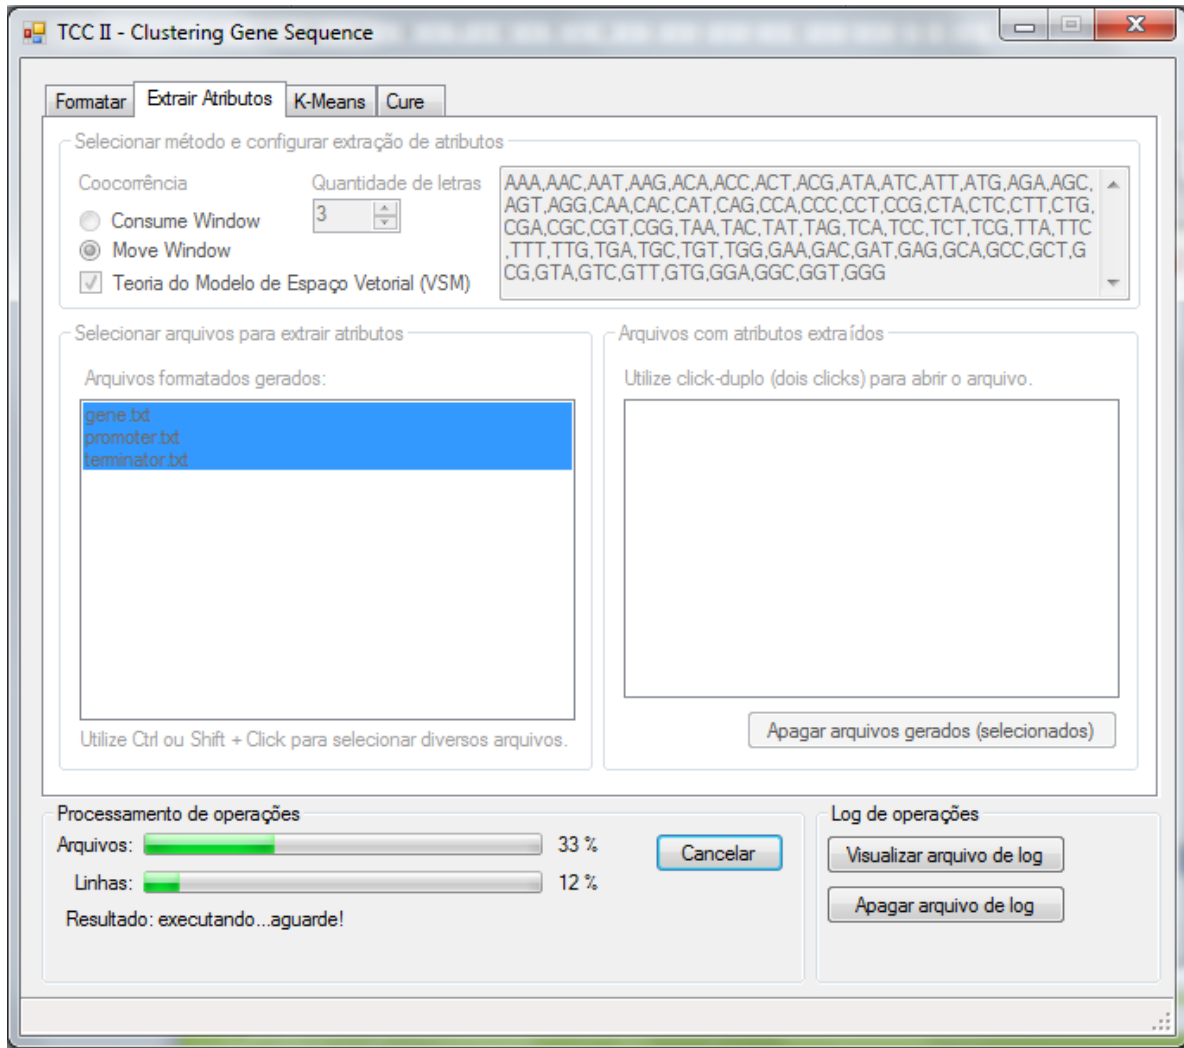 TCC II - Clustering Gene Sequence
Formatar
Extrair Atributos
K-Means
Cure
Selecionar método e configurar extração de atributos
Coocorrência
Quantidade de letras
Consume Window
3
Move Window
Teoria do Modelo de Espaço Vetorial (VSM)
AAA,AAC,AAT,AAG,ACA,ACC,ACT,ACG,ATA,ATC,ATT,ATG,AGA,AGC,
AGT,AGG,CAA,CAC,CAT,CAG,CCA,CCC,CCT,CCG,CTA,CTC,CTT,CTG,
CGA,CGC,CGT,CGG,TAA,TAC,TAT,TAG,TCA,TCC,TCT,TCG,TTA,TTC
,TTT,TTG,TGA,TGC,TGT,TGG,GAA,GAC,GAT,GAG,GCA,GCC,GCT,G
CG,GTA,GTC,GTT,GTG,GGA,GGC,GGT,GGG
Selecionar arquivos para extrair atributos
Arquivos formatados gerados:
gene.txt
promoter.txt
terminator.txt
Utilize Ctrl ou Shift + Click para selecionar diversos arquivos.
Arquivos com atributos extraídos
Utilize click-duplo (dois clicks) para abrir o arquivo.
Apagar arquivos gerados (selecionados)
Processamento de operações
Arquivos:
33 %
Linhas:
12 %
Cancelar
Resultado: executando...aguarde!
Log de operações
Visualizar arquivo de log
Apagar arquivo de log